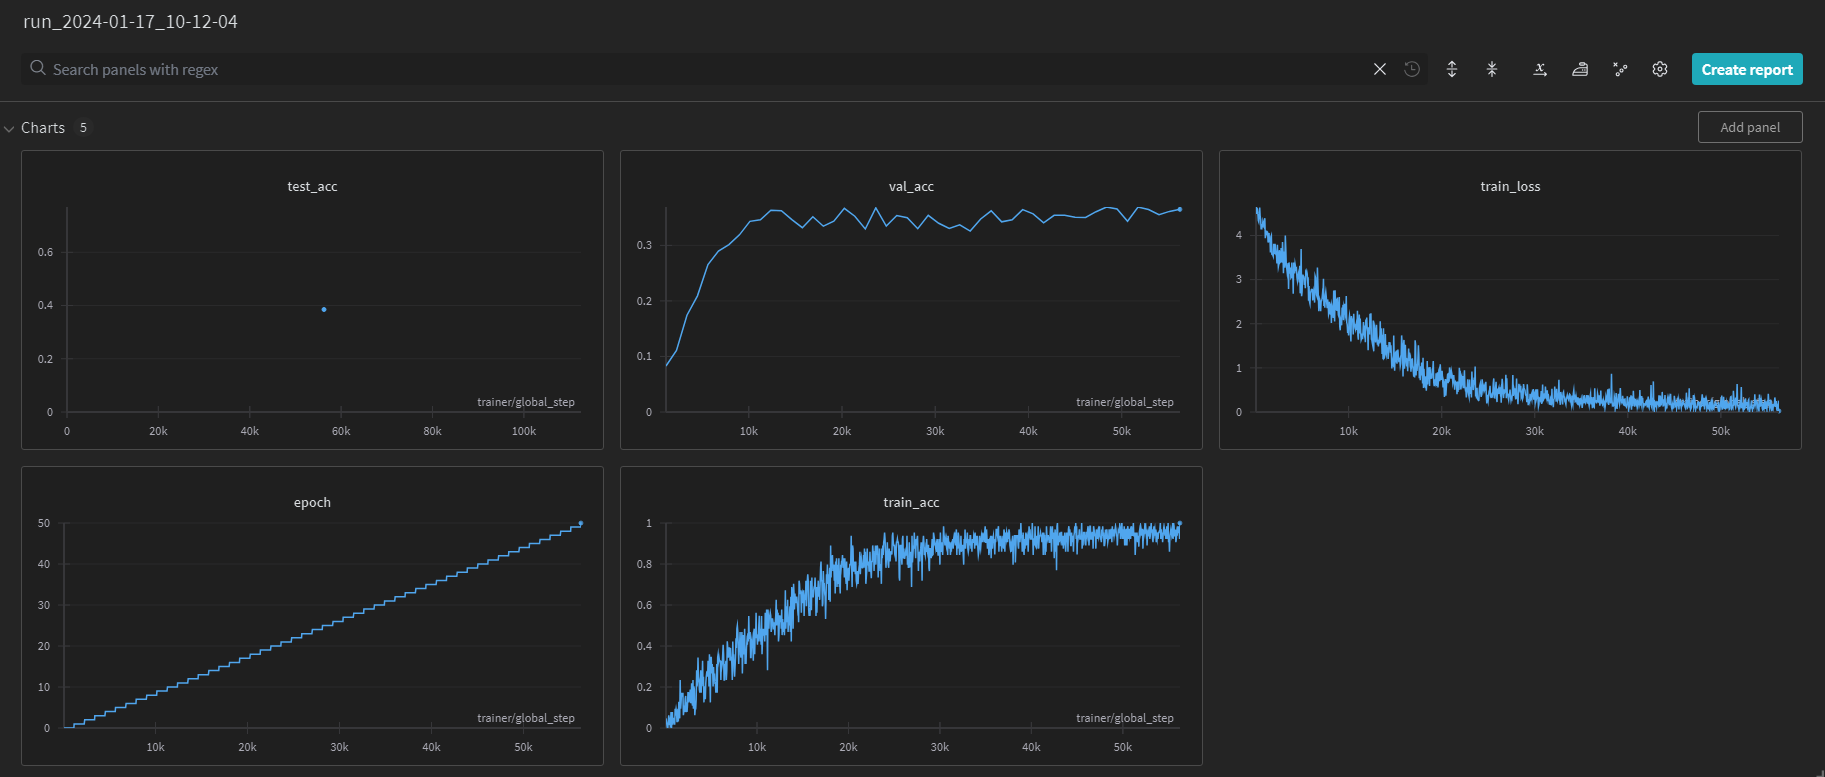 run_2024-01-17_10-12-04
Search panels with regex
Create report
Charts 5
Add panel
test_acc
0.6
0.4
0.2
0
trainer/global_step
0 20k 40k 60k 80k 100k
val_acc
0.3
0.2
0.1
0
trainer/global_step
10k 20k 30k 40k 50k
train_loss
4
3
2
1
0
10k 20k 30k 40k 50k
epoch
50
40
30
20
10
0
trainer/global_step
10k 20k 30k 40k 50k
train_acc
1
0.8
0.6
0.4
0.2
0
trainer/global_step
10k 20k 30k 40k 50k